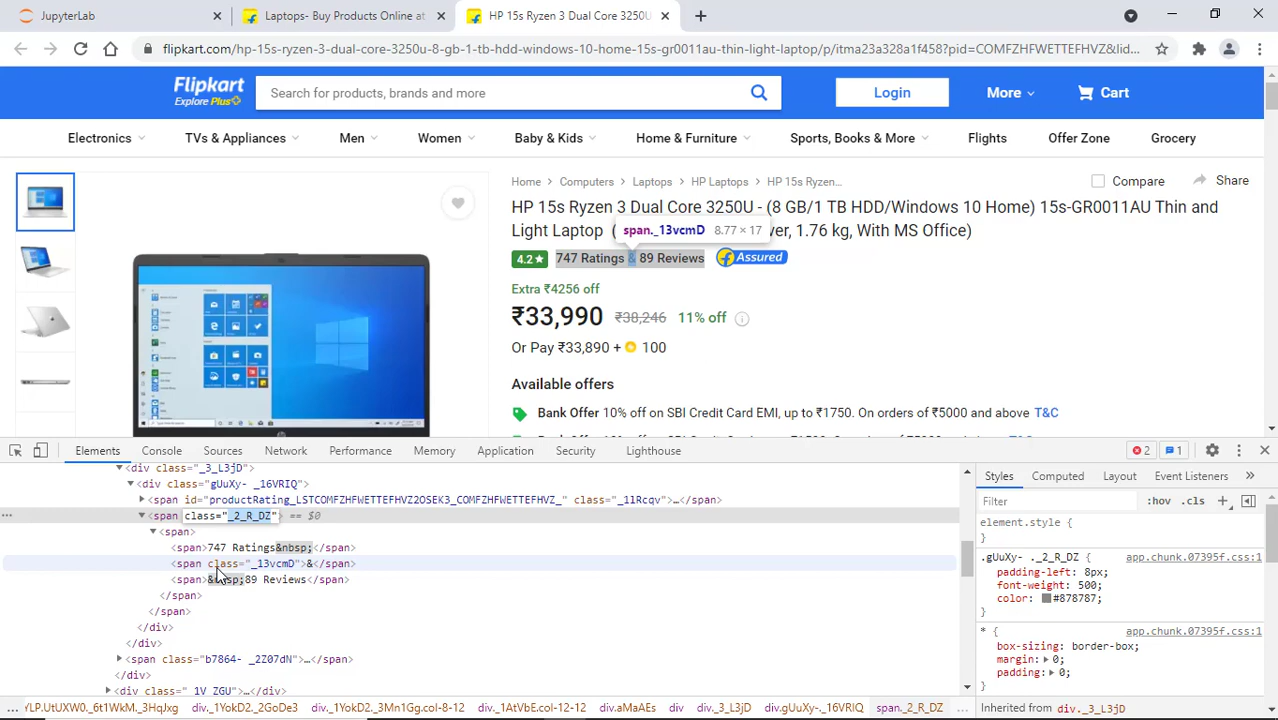 JupyterLab
Laptops- Buy Products Online at
HP 15s Ryzen 3 Dual Core 3250U
flipkart.com/hp-15s-ryzen-3-dual-core-3250u-8-gb-1-tb-hdd-windows-10-home-15s-gr0011au-thin-light-laptop/p/itma23a328a1f458?pid=COMFZHFWETTEFHVZ&lid...
Flipkart
Explore Plus
Search for products, brands and more
Login
More
Cart
Electronics
TVs & Appliances
Men
Women
Baby & Kids
Home & Furniture
Sports, Books & More
Flights
Offer Zone
Grocery
Home
Computers
Laptops
HP Laptops
HP 15s Ryzen...
Compare
Share
HP 15s Ryzen 3 Dual Core 3250U - (8 GB/1 TB HDD/Windows 10 Home) 15s-GR0011AU Thin and
Light Laptop ( ver, 1.76 kg, With MS Office)
span._13vcmD 8.77 × 17
4.2★ 747 Ratings & 89 Reviews
Assured
Extra ₹4256 off
₹33,990 ₹38,246 11% off
Or Pay ₹33,890 + 100
Available offers
Bank Offer 10% off on SBI Credit Card EMI, up to ₹1750. On orders of ₹5000 and above T&C
Elements
Console
Sources
Network
Performance
Memory
Application
Security
Lighthouse
2
1
<div class="_3_L3jD">
<div class="gUuXy- _16VRIQ">
<span id="productRating_LSTCOMFZHFWETTEFHVZ2OSEK3_COMFZHFWETTEFHVZ_" class="_1lRcqv">…</span>
<span class="_2_R_DZ"> == $0
<span>
<span>747 Ratings&nbsp;</span>
<span class="_13vcmD">&</span>
<span>&nbsp;89 Reviews</span>
</span>
</span>
</div>
</div>
<span class="b7864- _2Z07dN">…</span>
</div>
<div class="_1V_ZGU">…</div>
... YLP.UtUXW0._6t1WkM._3HqJxg div._1YokD2._2GoDe3 div._1YokD2._3Mn1Gg.col-8-12 div._1AtVbE.col-12-12 div.aMaAEs div div._3_L3jD div.gUuXy-._16VRIQ span._2_R_DZ ...
Styles
Computed
Layout
Event Listeners
Filter
:hov .cls
element.style {
}
.gUuXy- ._2_R_DZ { app.chunk.07395f.css:1
padding-left: 8px;
font-weight: 500;
color: #878787;
}
* { app.chunk.07395f.css:1
box-sizing: border-box;
margin: 0;
padding: 0;
}
Inherited from div._3_L3jD